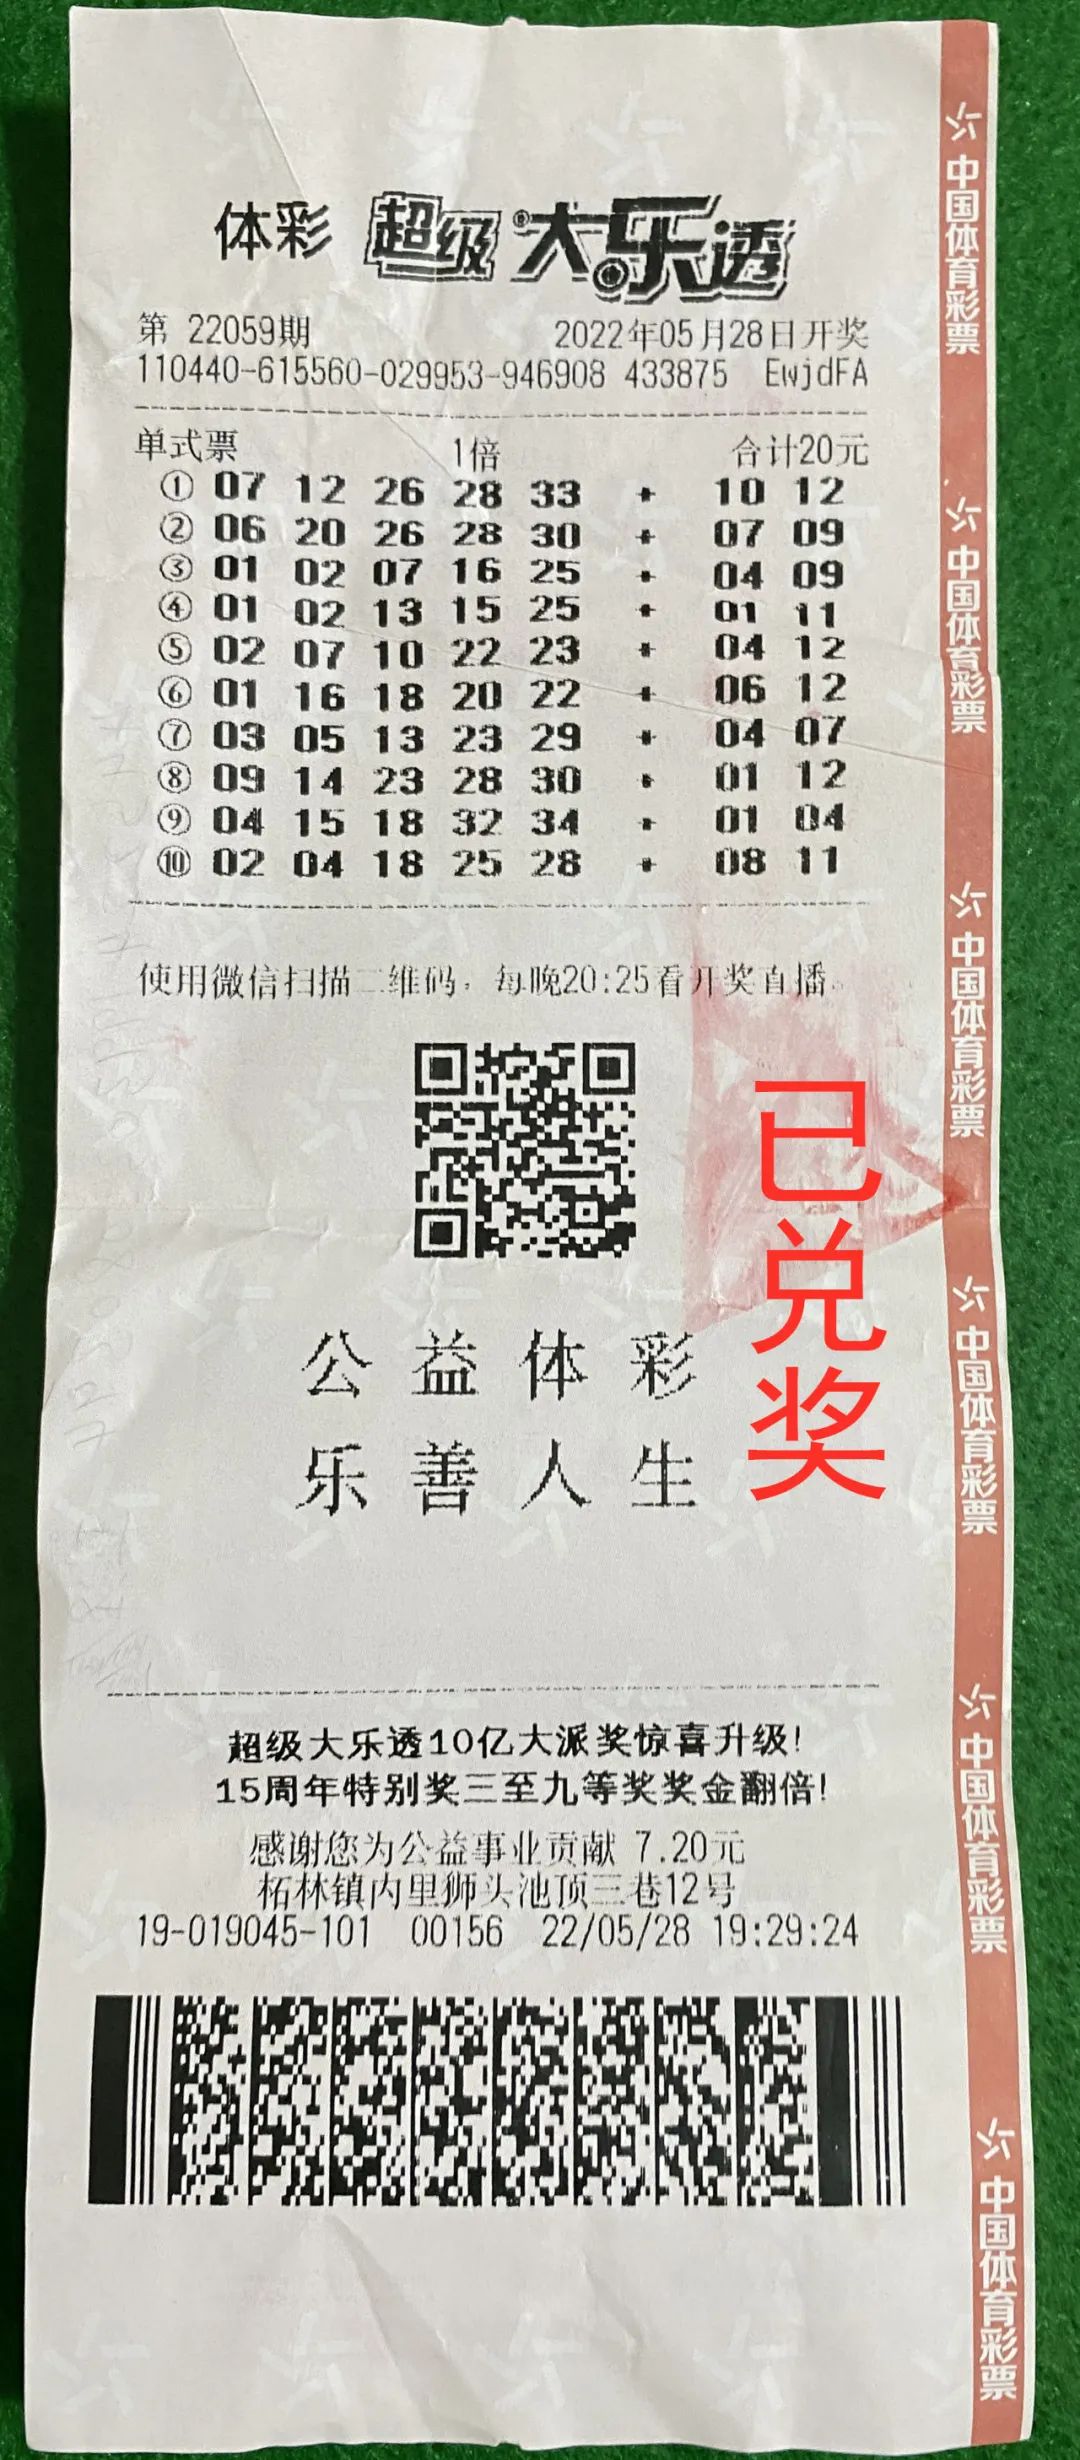 体彩 超级大乐透
第 22059期 2022年05月28日开奖
110440-615560-029953-946908 433875 EwjdFA
单式票 1倍 合计20元
① 07 12 26 28 33 + 10 12
② 06 20 26 28 30 + 07 09
③ 01 02 07 16 25 + 04 09
④ 01 02 13 15 25 + 01 11
⑤ 02 07 10 22 23 + 04 12
⑥ 01 16 18 20 22 + 06 12
⑦ 03 05 13 23 29 + 04 07
⑧ 09 14 23 28 30 + 01 12
⑨ 04 15 18 32 34 + 01 04
⑩ 02 04 18 25 28 + 08 11
使用微信扫描二维码，每晚20:25看开奖直播。
已兑奖
公益体彩
乐善人生
超级大乐透10亿大派奖惊喜升级!
15周年特别奖三至九等奖奖金翻倍!
感谢您为公益事业贡献 7.20元
柘林镇内里狮头池顶三巷12号
19-019045-101 00156 22/05/28 19:29:24
中国体育彩票
中国体育彩票
中国体育彩票
中国体育彩票
中国体育彩票
中国体育彩票